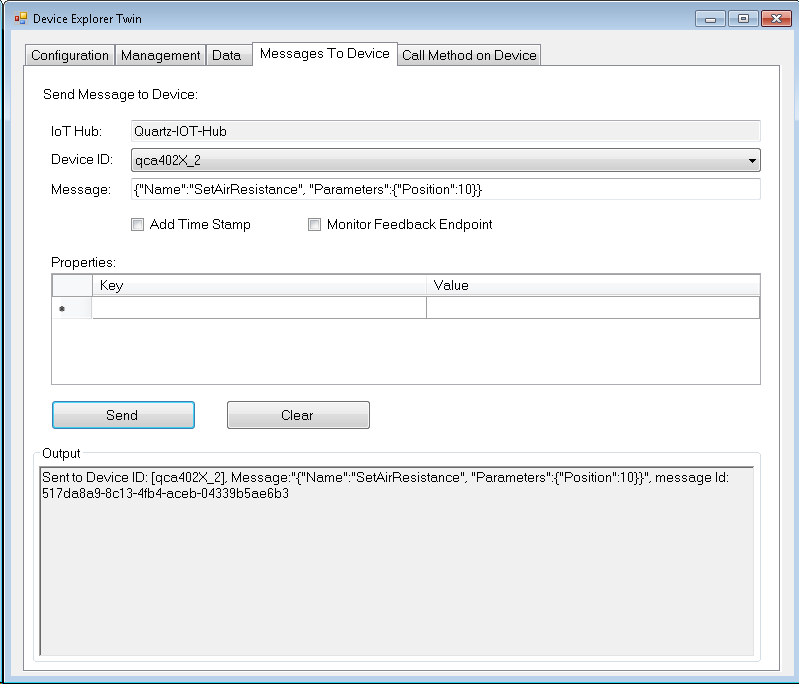 Device Explorer Twin
Configuration Management Data Messages To Device Call Method on Device
Send Message to Device:
IoT Hub: Quartz-IOT-Hub
Device ID: qca402X_2
Message: {"Name":"SetAirResistance", "Parameters":{"Position":10}}
Add Time Stamp Monitor Feedback Endpoint
Properties:
Key Value
*
Send Clear
Output
Sent to Device ID: [qca402X_2], Message:"{"Name":"SetAirResistance", "Parameters":{"Position":10}}", message Id:
517da8a9-8c13-4fb4-aceb-04339b5ae6b3